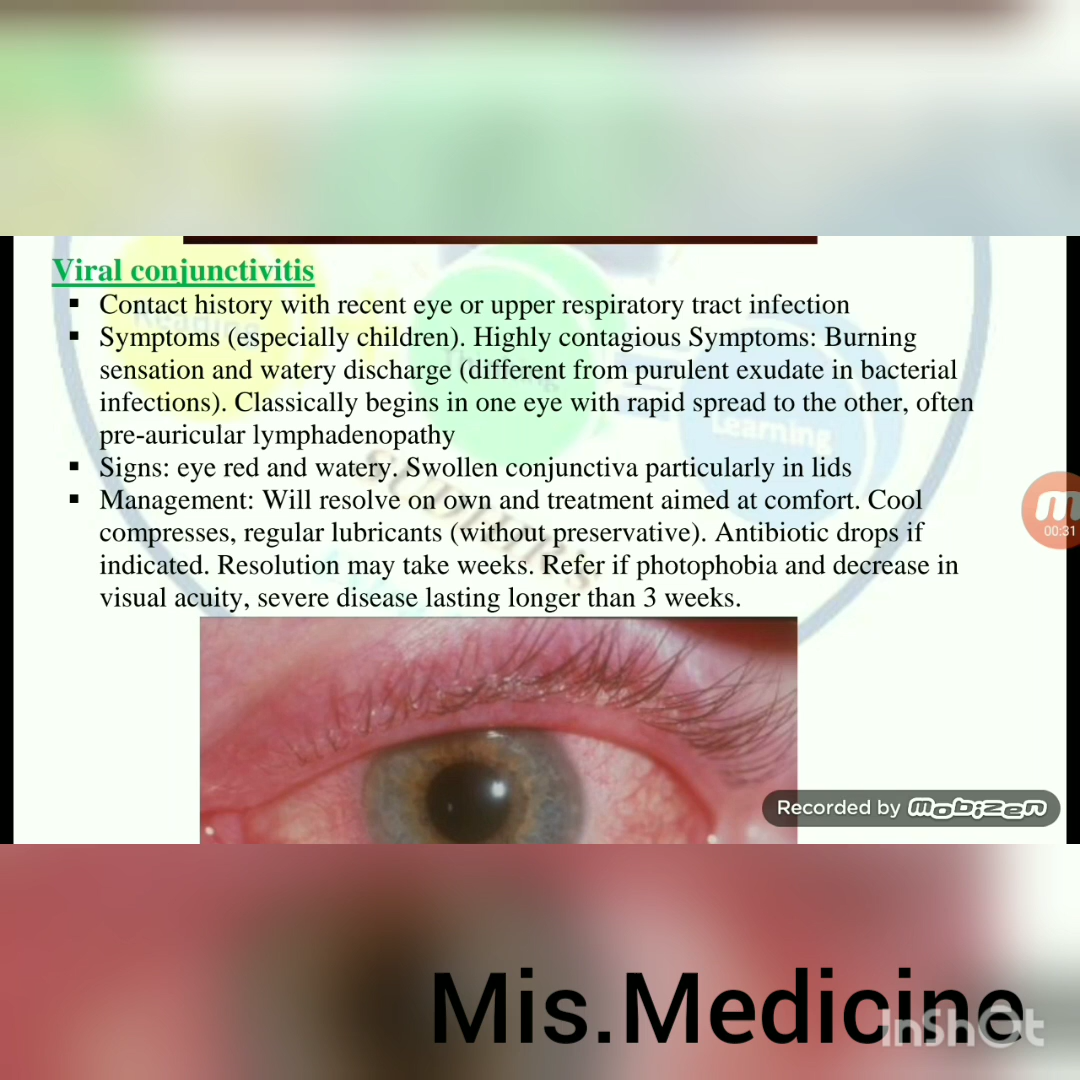 Viral conjunctivitis
▪ Contact history with recent eye or upper respiratory tract infection
▪ Symptoms (especially children). Highly contagious Symptoms: Burning
sensation and watery discharge (different from purulent exudate in bacterial
infections). Classically begins in one eye with rapid spread to the other, often
pre-auricular lymphadenopathy
▪ Signs: eye red and watery. Swollen conjunctiva particularly in lids
▪ Management: Will resolve on own and treatment aimed at comfort. Cool
compresses, regular lubricants (without preservative). Antibiotic drops if
indicated. Resolution may take weeks. Refer if photophobia and decrease in
visual acuity, severe disease lasting longer than 3 weeks.
Learning
00:31
Recorded by Mobizen
Mis.Medicine
InShOt